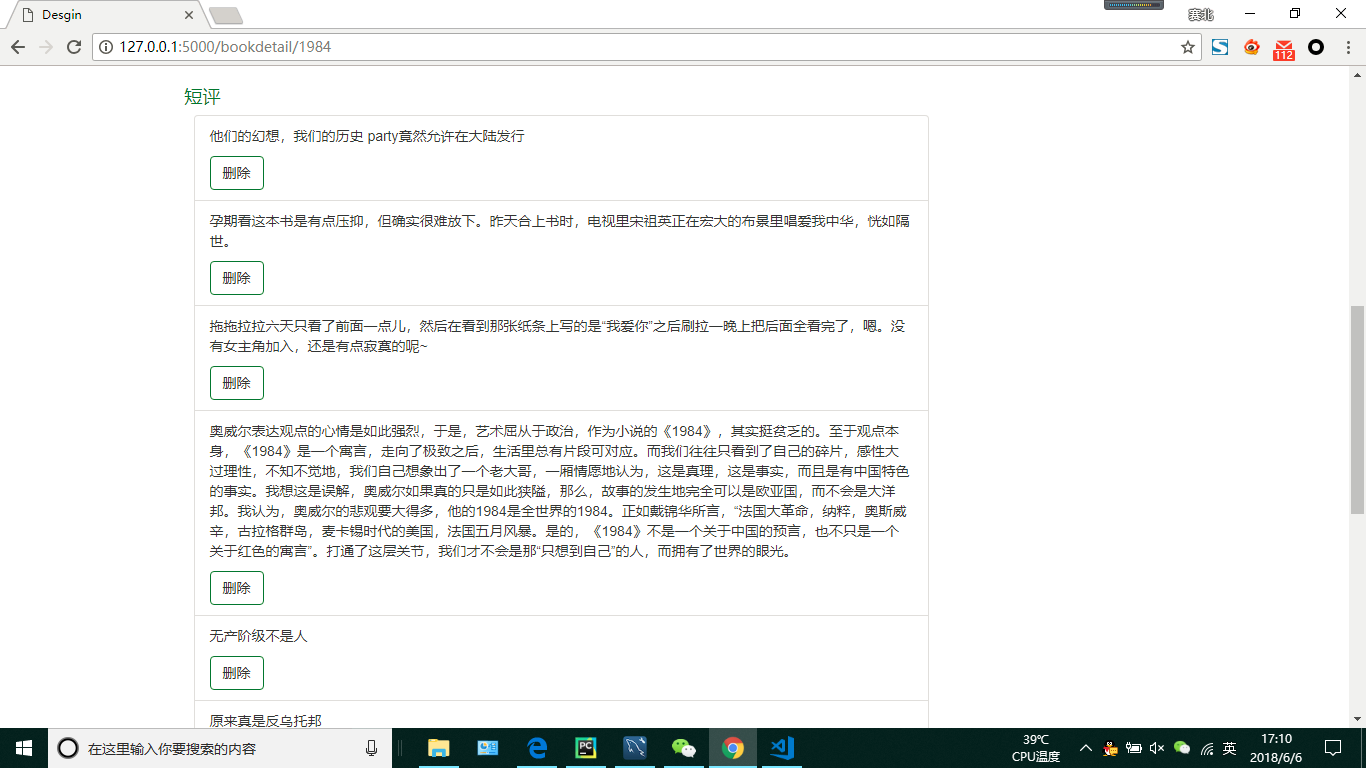 Desgin
赛北
127.0.0.1:5000/bookdetail/1984
112
短评
他们的幻想，我们的历史 party竟然允许在大陆发行
删除
孕期看这本书是有点压抑，但确实很难放下。昨天合上书时，电视里宋祖英正在宏大的布景里唱爱我中华，恍如隔
世。
删除
拖拖拉拉六天只看了前面一点儿，然后在看到那张纸条上写的是“我爱你”之后刷拉一晚上把后面全看完了，嗯。没
有女主角加入，还是有点寂寞的呢~
删除
奥威尔表达观点的心情是如此强烈，于是，艺术屈从于政治，作为小说的《1984》，其实挺贫乏的。至于观点本
身，《1984》是一个寓言，走向了极致之后，生活里总有片段可对应。而我们往往只看到了自己的碎片，感性大
过理性，不知不觉地，我们自己想象出了一个老大哥，一厢情愿地认为，这是真理，这是事实，而且是有中国特色
的事实。我想这是误解，奥威尔如果真的只是如此狭隘，那么，故事的发生地完全可以是欧亚国，而不会是大洋
邦。我认为，奥威尔的悲观要大得多，他的1984是全世界的1984。正如戴锦华所言，“法国大革命，纳粹，奥斯威
辛，古拉格群岛，麦卡锡时代的美国，法国五月风暴。是的，《1984》不是一个关于中国的预言，也不只是一个
关于红色的寓言”。打通了这层关节，我们才不会是那“只想到自己”的人，而拥有了世界的眼光。
删除
无产阶级不是人
删除
原来真是反乌托邦
在这里输入你要搜索的内容
PC
39℃
CPU温度
英
17:10
2018/6/6